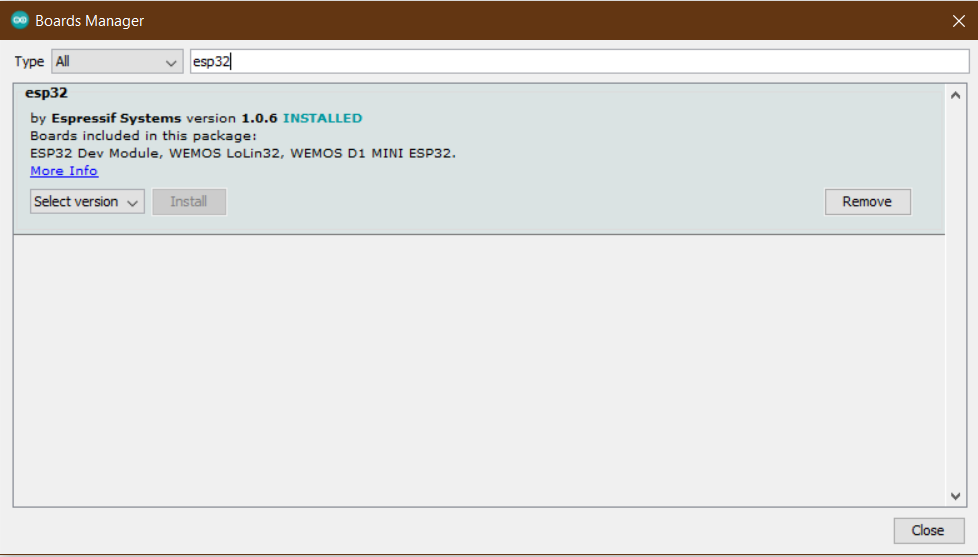 Boards Manager
Type All esp32
esp32
by Espressif Systems version 1.0.6 INSTALLED
Boards included in this package:
ESP32 Dev Module, WEMOS LoLin32, WEMOS D1 MINI ESP32.
More Info
Select version Install Remove
Close